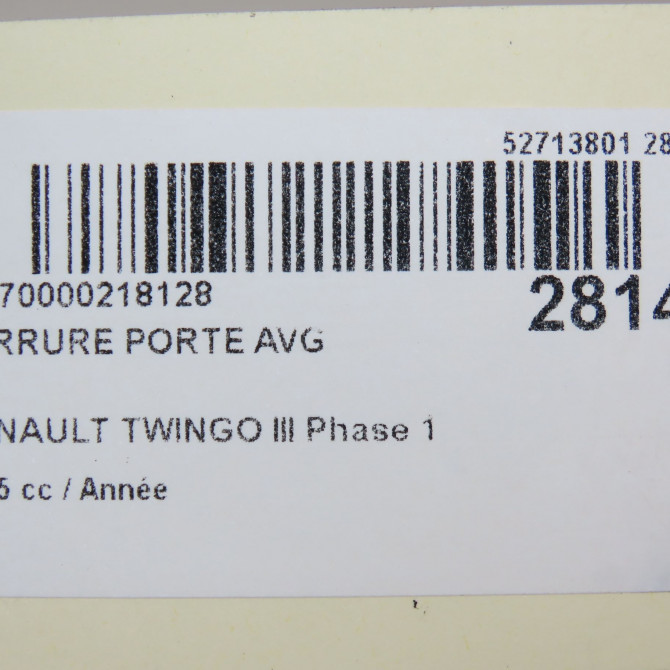 52713801 28
70000218128
2814
RRURE PORTE AVG
NAULT TWINGO III Phase 1
5 cc / Année